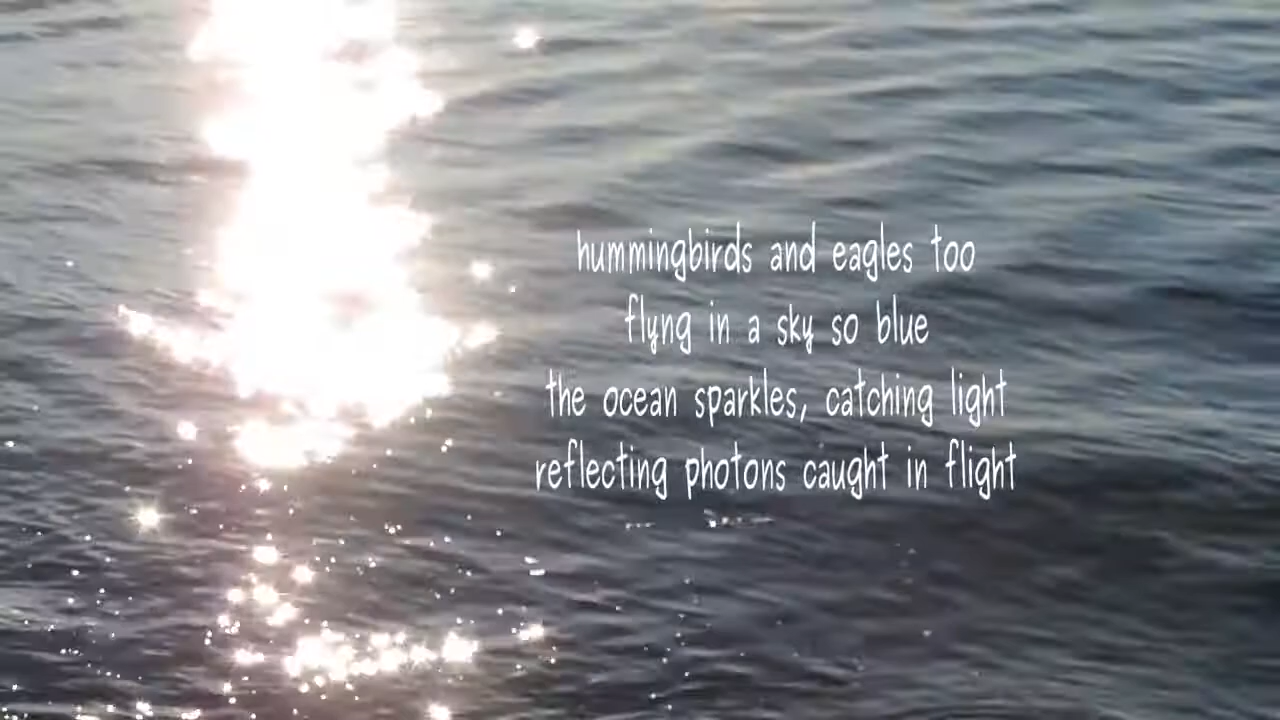 hummingbirds and eagles too
flyng in a sky so blue
the ocean sparkles, catching light
reflecting photons caught in flight